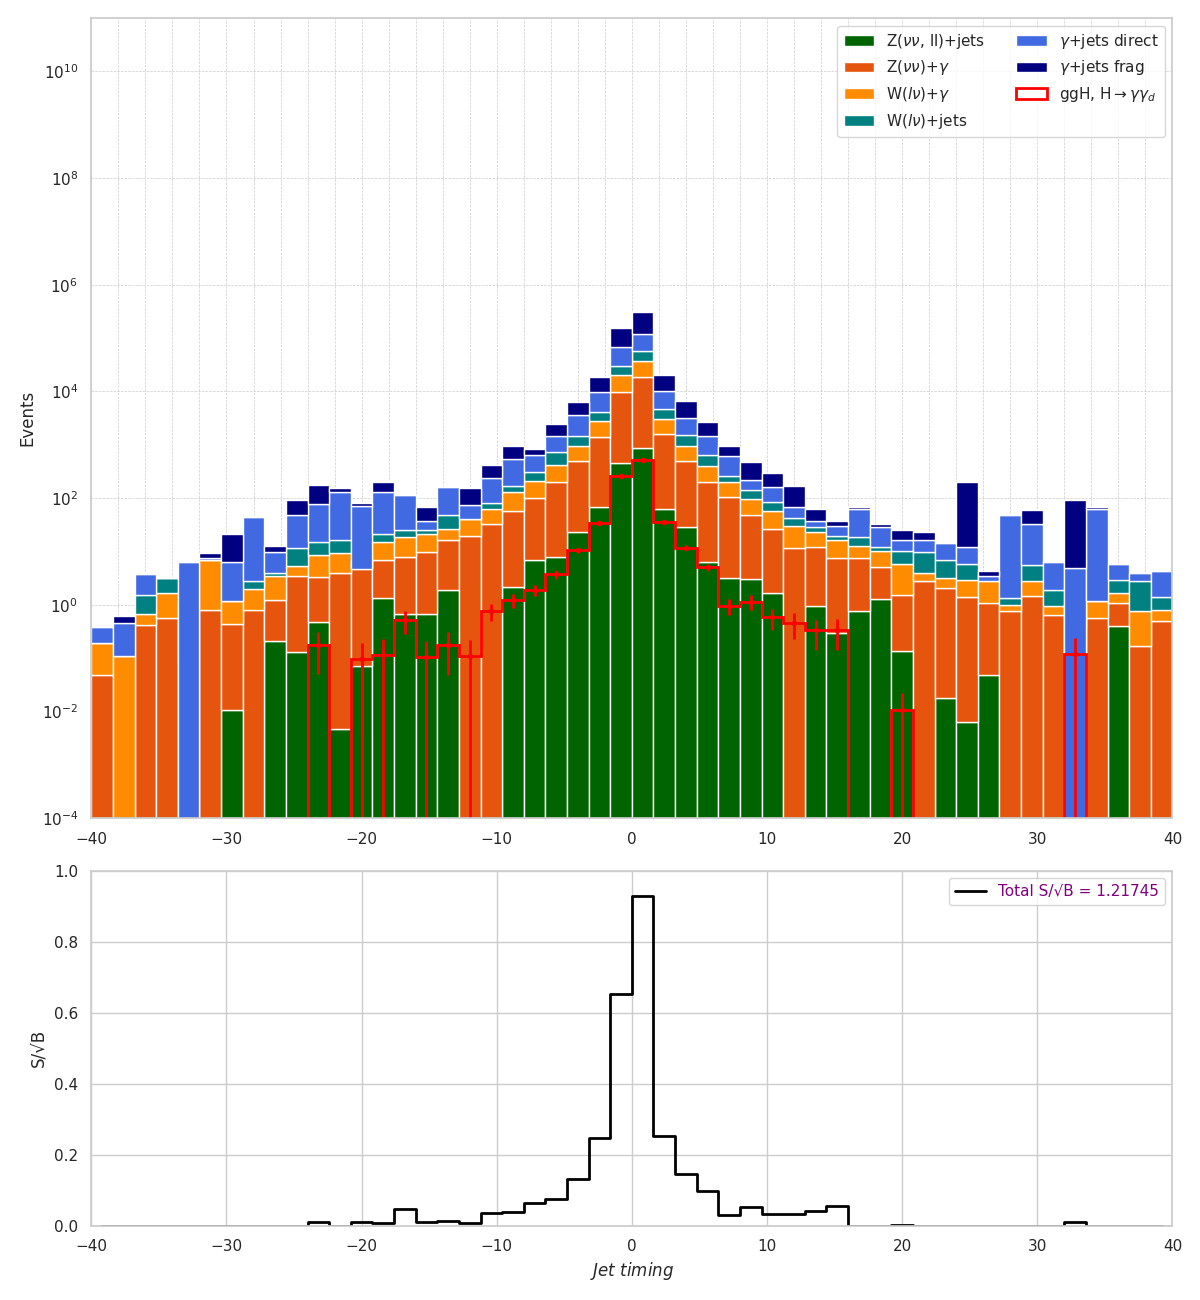 Z(νν, ll)+jets
Z(νν)+γ
W(lν)+γ
W(lν)+jets
γ+jets direct
γ+jets frag
ggH, H→γγ_d
Events
10^10
10^8
10^6
10^4
10^2
10^0
10^−2
10^−4
−40 −30 −20 −10 0 10 20 30 40
Total S/√B = 1.21745
S/√B
1.0
0.8
0.6
0.4
0.2
0.0
−40 −30 −20 −10 0 10 20 30 40
Jet timing